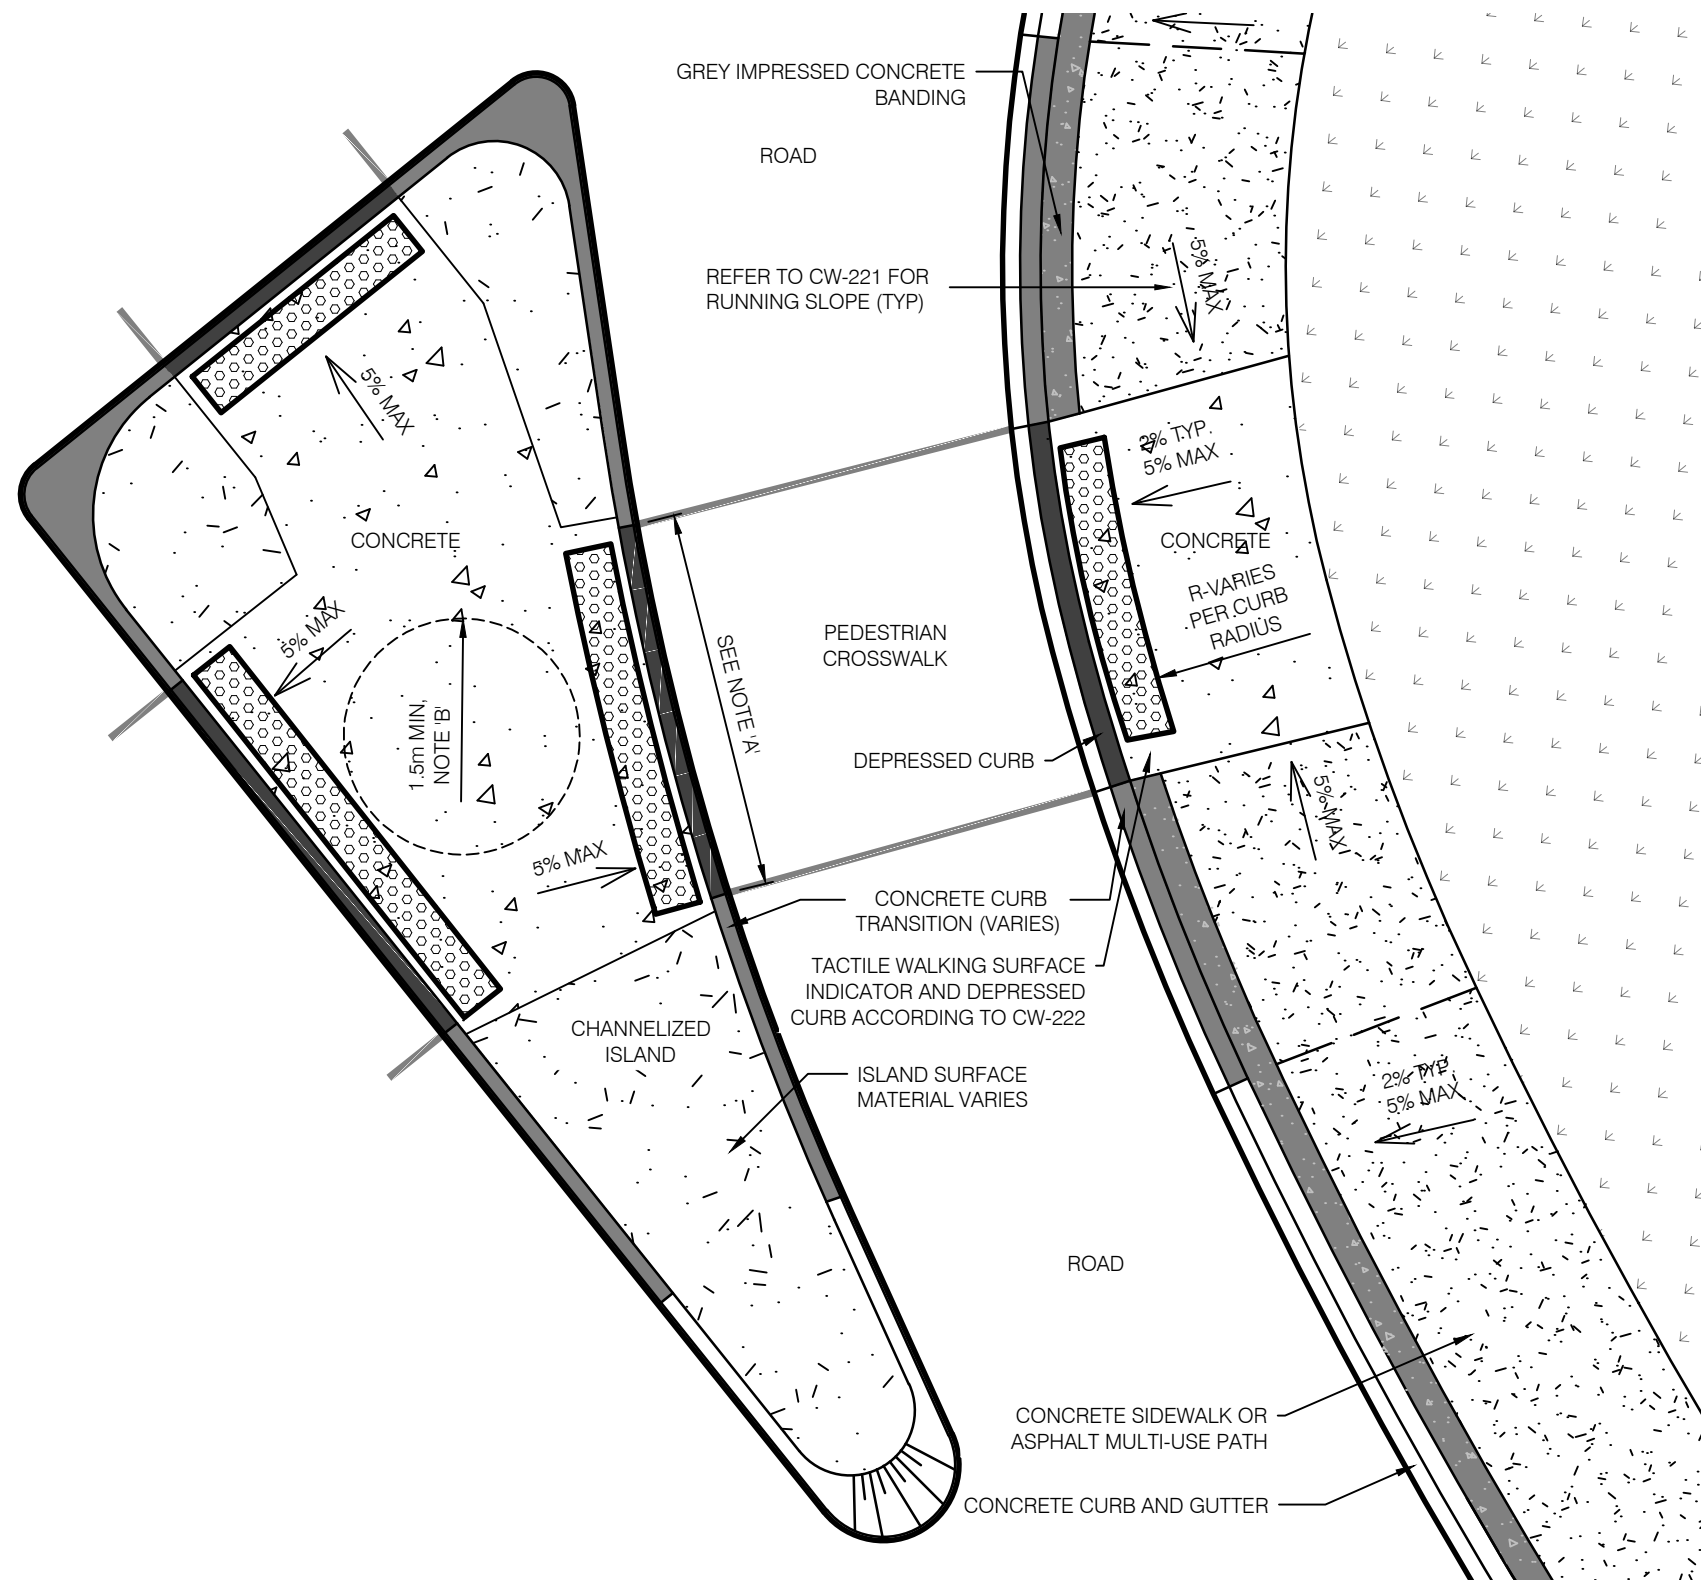 GREY IMPRESSED CONCRETE
BANDING
ROAD
REFER TO CW-221 FOR
RUNNING SLOPE (TYP)
5% MAX
5% MAX
2% TYP.
5% MAX
CONCRETE
CONCRETE
R-VARIES
PER CURB
RADIUS
5% MAX
PEDESTRIAN
CROSSWALK
SEE NOTE 'A'
1.5m MIN,
NOTE 'B'
DEPRESSED CURB
5% MAX
5% MAX
CONCRETE CURB
TRANSITION (VARIES)
TACTILE WALKING SURFACE
INDICATOR AND DEPRESSED
CURB ACCORDING TO CW-222
CHANNELIZED
ISLAND
ISLAND SURFACE
MATERIAL VARIES
2% TYP.
5% MAX
ROAD
CONCRETE SIDEWALK OR
ASPHALT MULTI-USE PATH
CONCRETE CURB AND GUTTER